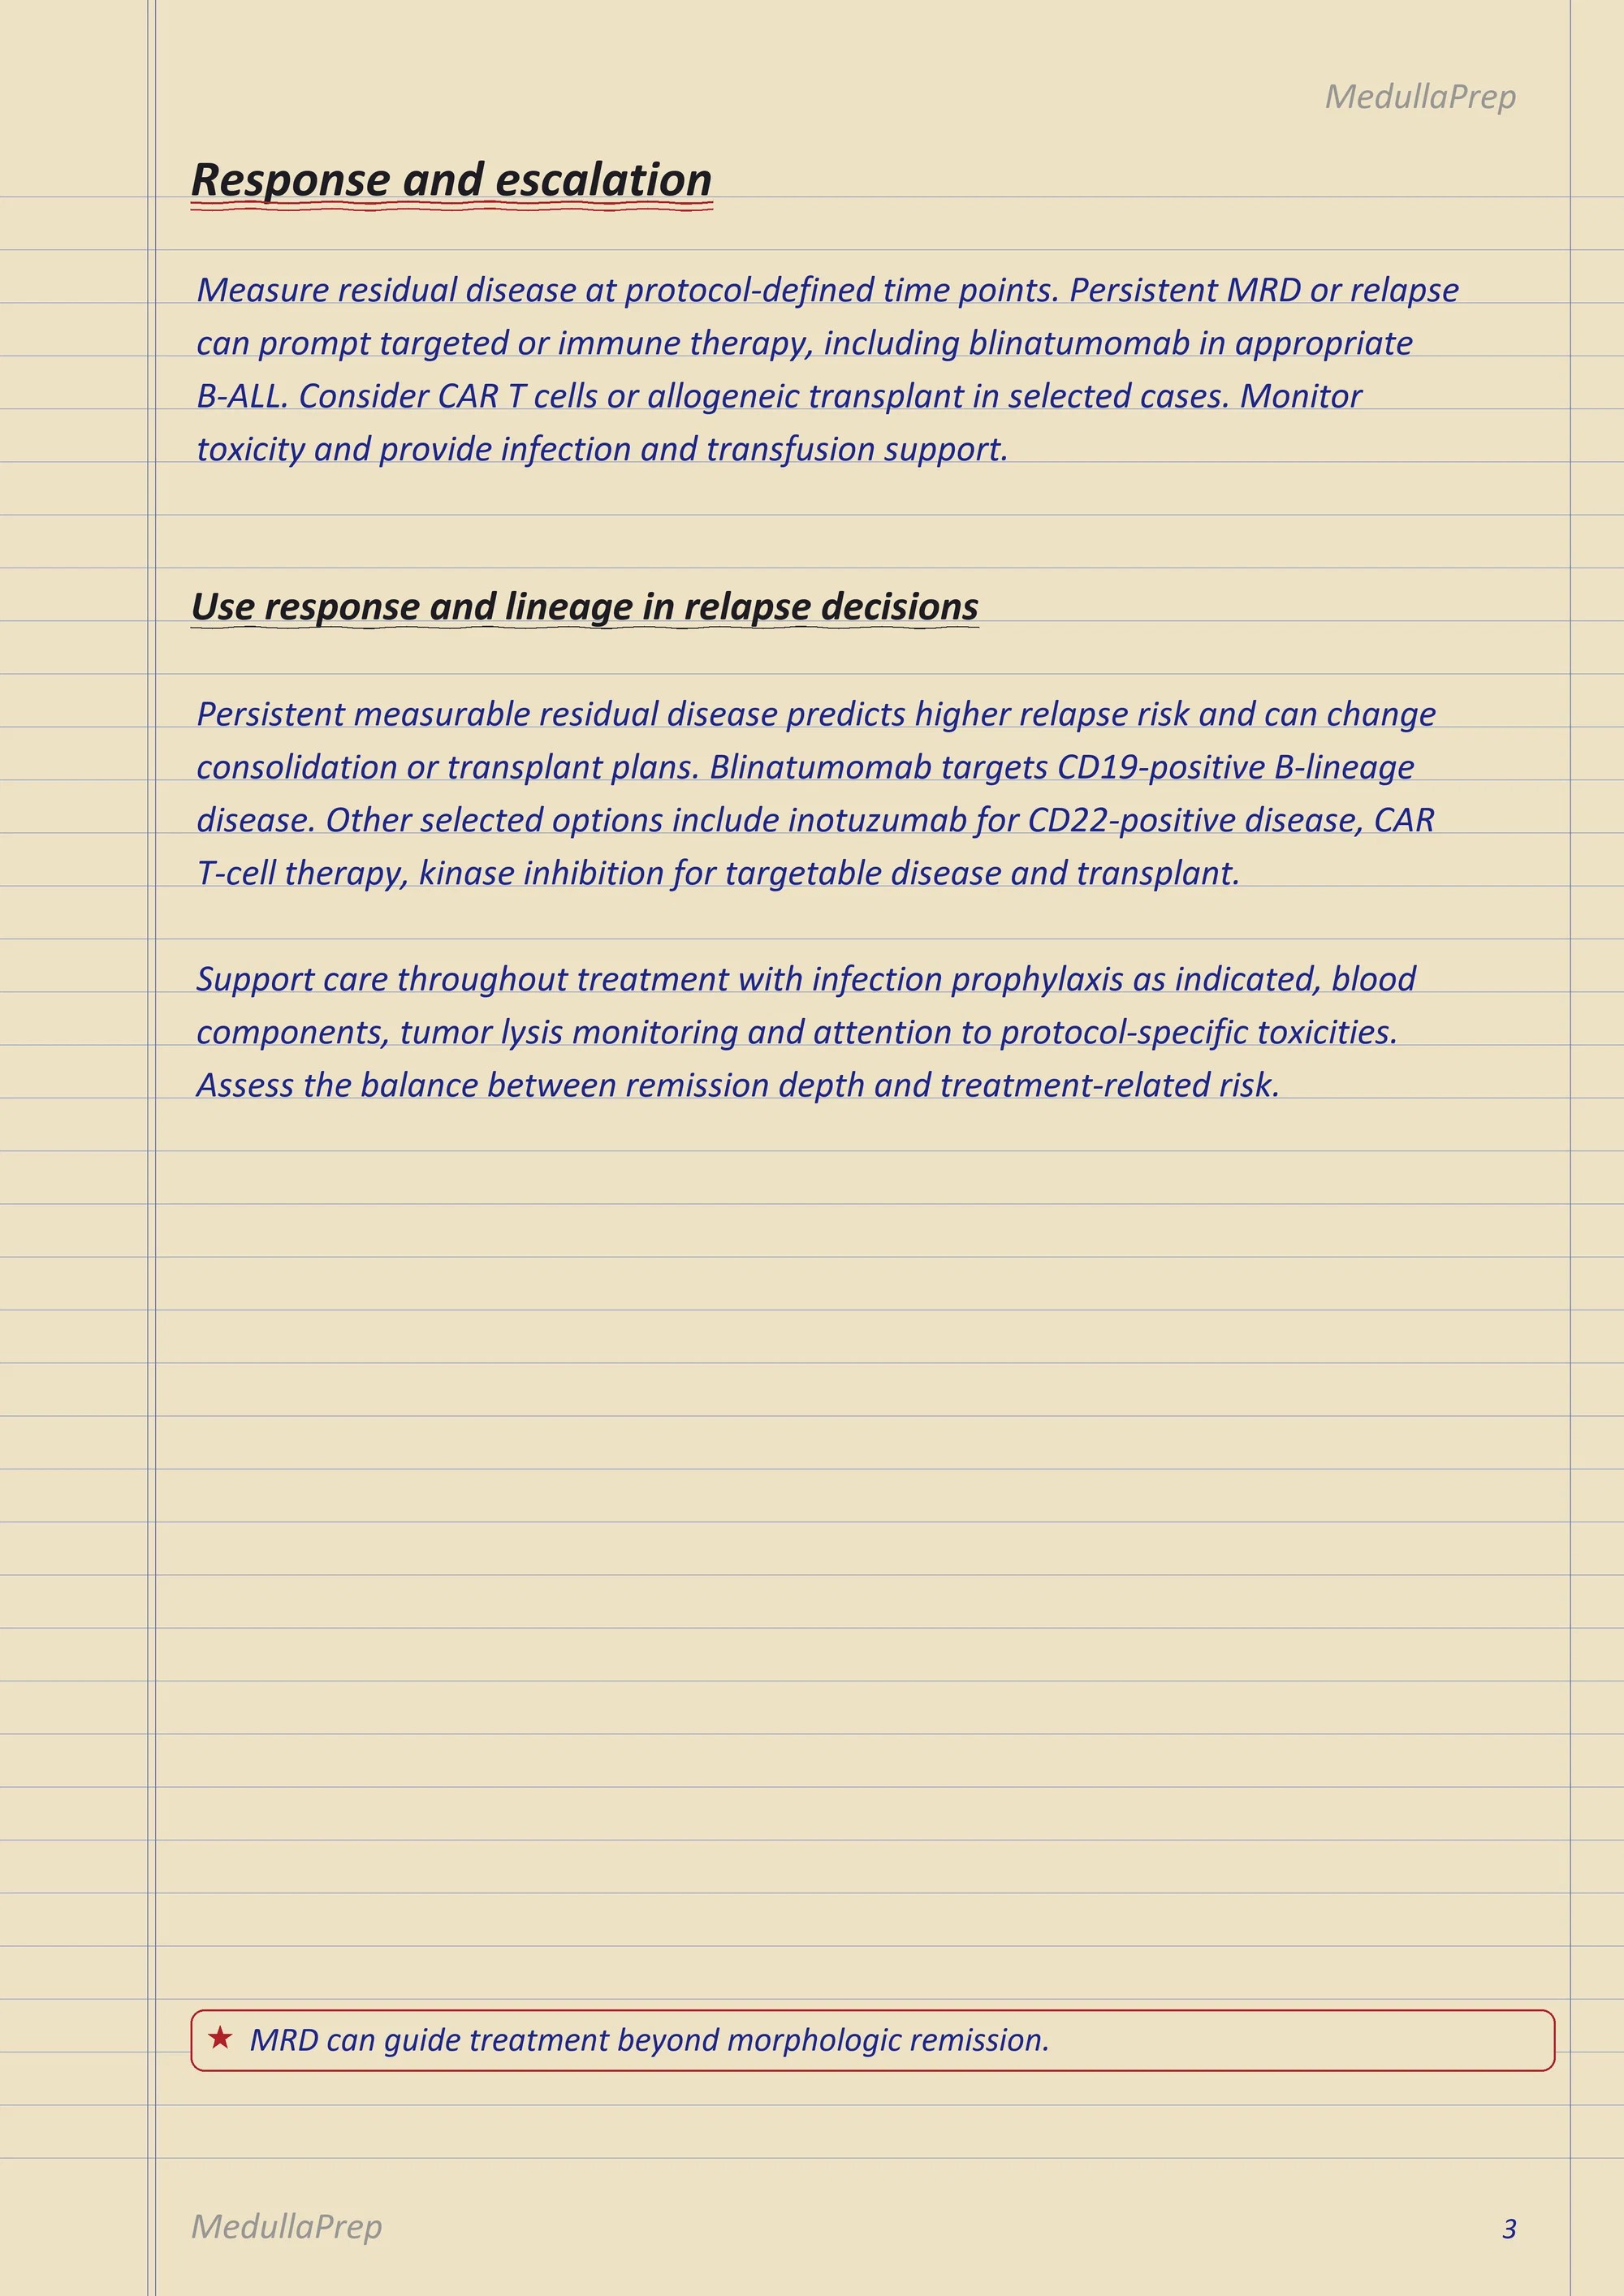 MedullaPrep
Response and escalation
Measure residual disease at protocol-defined time points. Persistent MRD or relapse
can prompt targeted or immune therapy, including blinatumomab in appropriate
B-ALL. Consider CAR T cells or allogeneic transplant in selected cases. Monitor
toxicity and provide infection and transfusion support.
Use response and lineage in relapse decisions
Persistent measurable residual disease predicts higher relapse risk and can change
consolidation or transplant plans. Blinatumomab targets CD19-positive B-lineage
disease. Other selected options include inotuzumab for CD22-positive disease, CAR
T-cell therapy, kinase inhibition for targetable disease and transplant.
Support care throughout treatment with infection prophylaxis as indicated, blood
components, tumor lysis monitoring and attention to protocol-specific toxicities.
Assess the balance between remission depth and treatment-related risk.
★ MRD can guide treatment beyond morphologic remission.
MedullaPrep
3